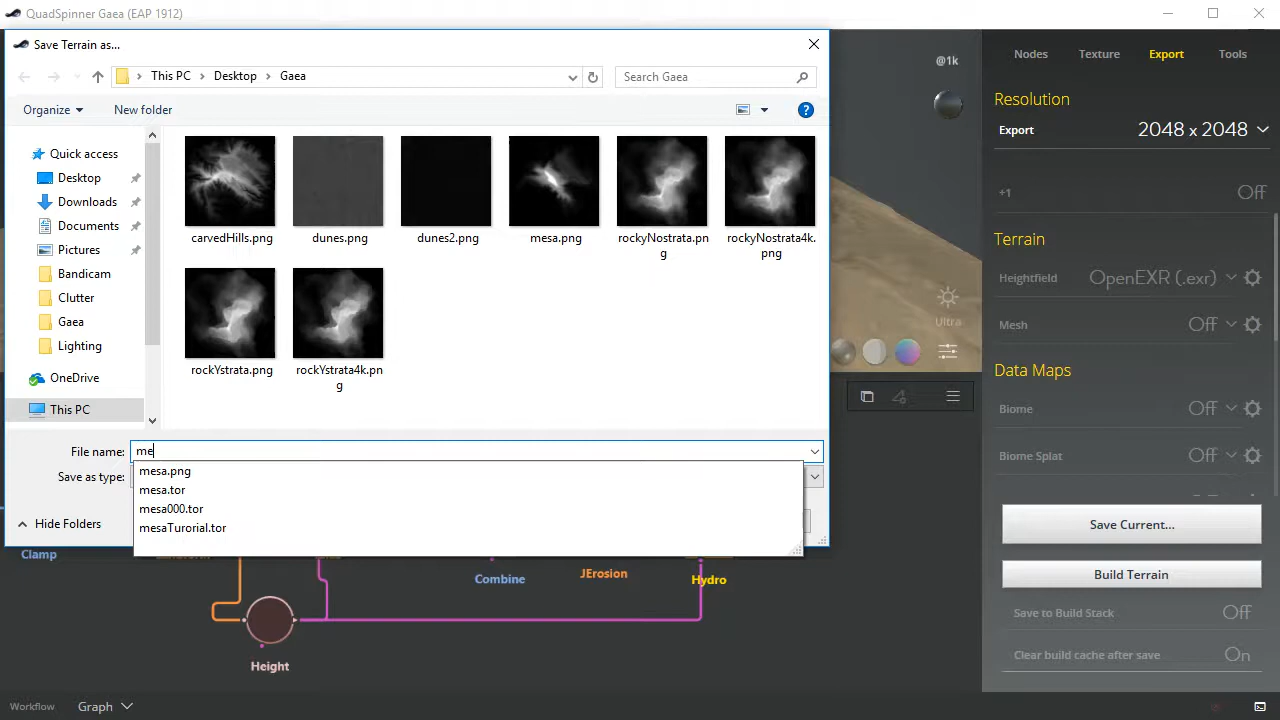 QuadSpinner Gaea (EAP 1912)
Save Terrain as...
This PC
Desktop
Gaea
Search Gaea
Organize
New folder
Quick access
Desktop
Downloads
Documents
Pictures
Bandicam
Clutter
Gaea
Lighting
OneDrive
This PC
carvedHills.png
dunes.png
dunes2.png
mesa.png
rockyNostrata.pn
g
rockyNostrata4k.
png
rockYstrata.png
rockYstrata4k.pn
g
File name:
me
mesa.png
mesa.tor
mesa000.tor
mesaTurorial.tor
Save as type:
Hide Folders
@1k
Ultra
Nodes
Texture
Export
Tools
Resolution
Export
2048 x 2048
+1
Off
Terrain
Heightfield
OpenEXR (.exr)
Mesh
Off
Data Maps
Biome
Off
Biome Splat
Off
Save Current...
Build Terrain
Save to Build Stack
Off
Clear build cache after save
On
Clamp
Combine
JErosion
Hydro
Height
Workflow
Graph